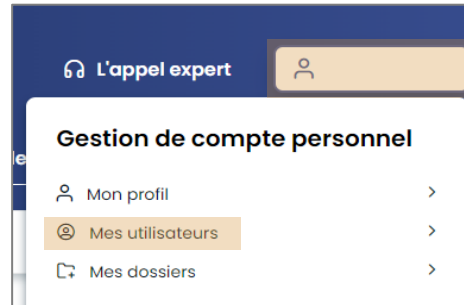 L'appel expert
Gestion de compte personnel
Mon profil
Mes utilisateurs
Mes dossiers